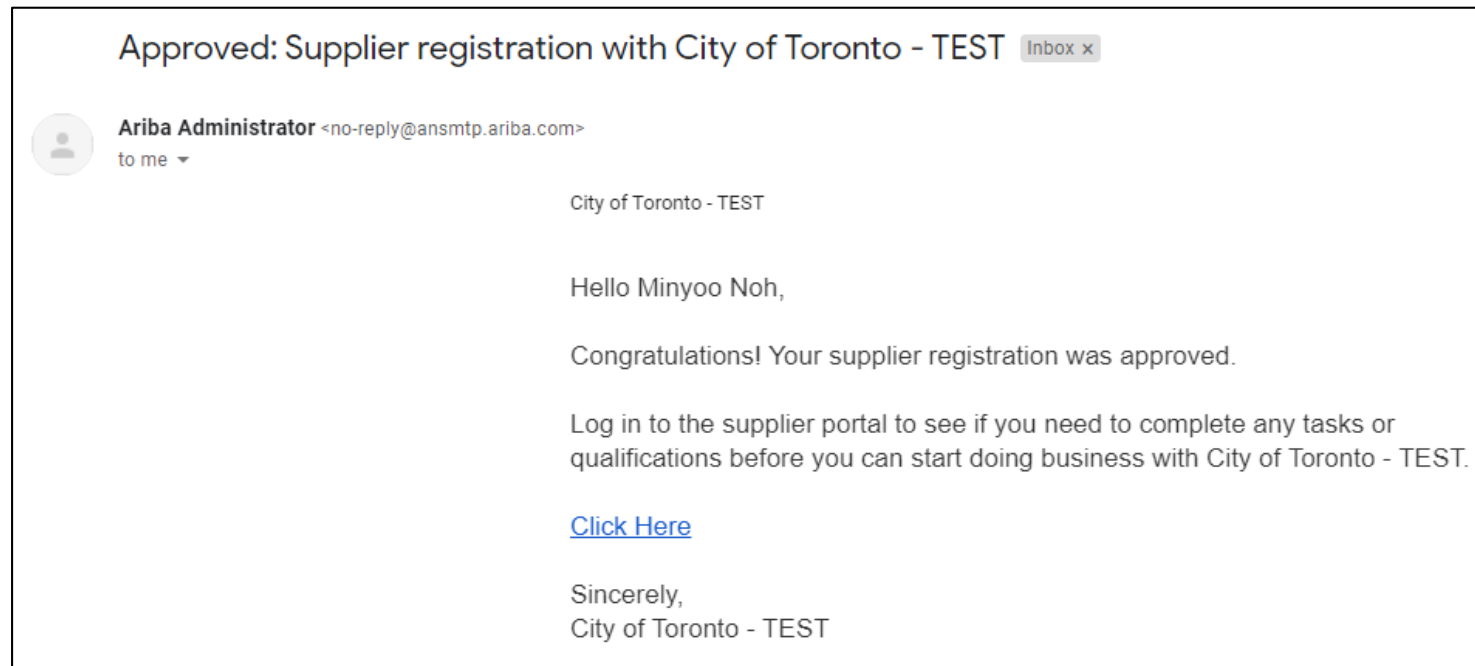 Approved: Supplier registration with City of Toronto - TEST Inbox x
Ariba Administrator <no-reply@ansmtp.ariba.com>
to me
City of Toronto - TEST
Hello Minyoo Noh,
Congratulations! Your supplier registration was approved.
Log in to the supplier portal to see if you need to complete any tasks or
qualifications before you can start doing business with City of Toronto - TEST.
Click Here
Sincerely,
City of Toronto - TEST